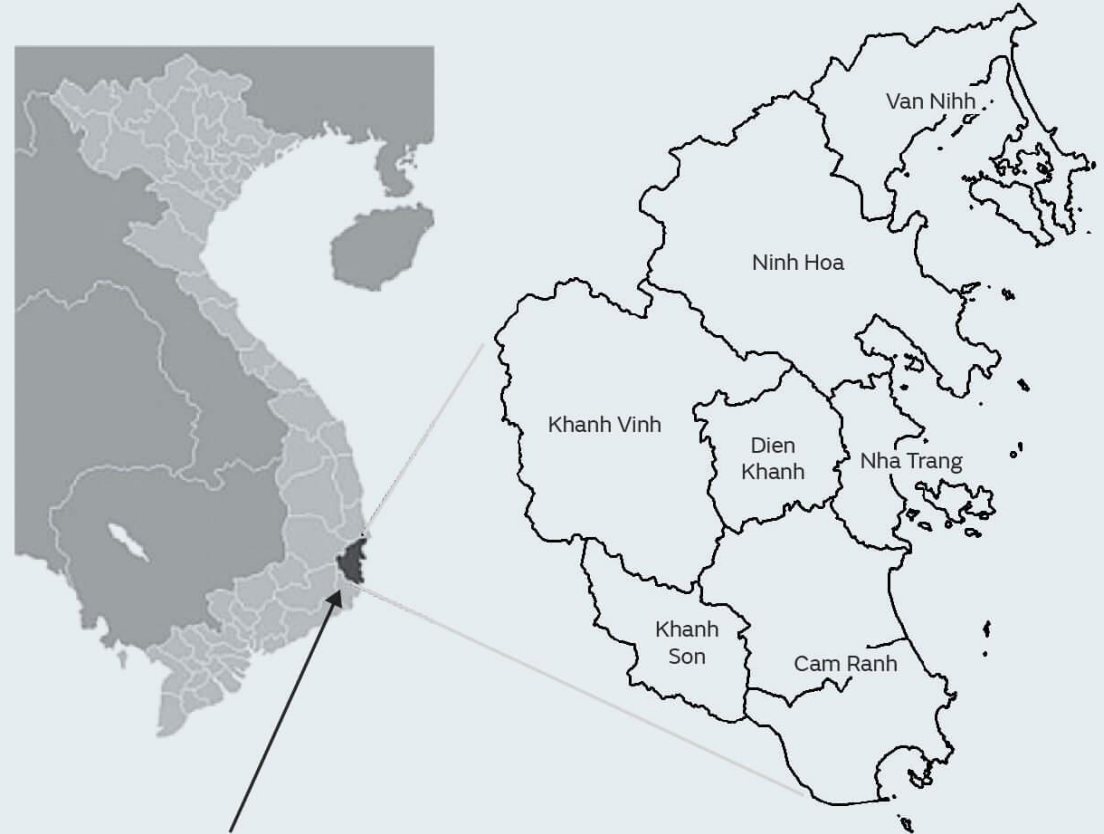 Van Nihh
Ninh Hoa
Khanh Vinh
Dien
Khanh
Nha Trang
Khanh
Son
Cam Ranh